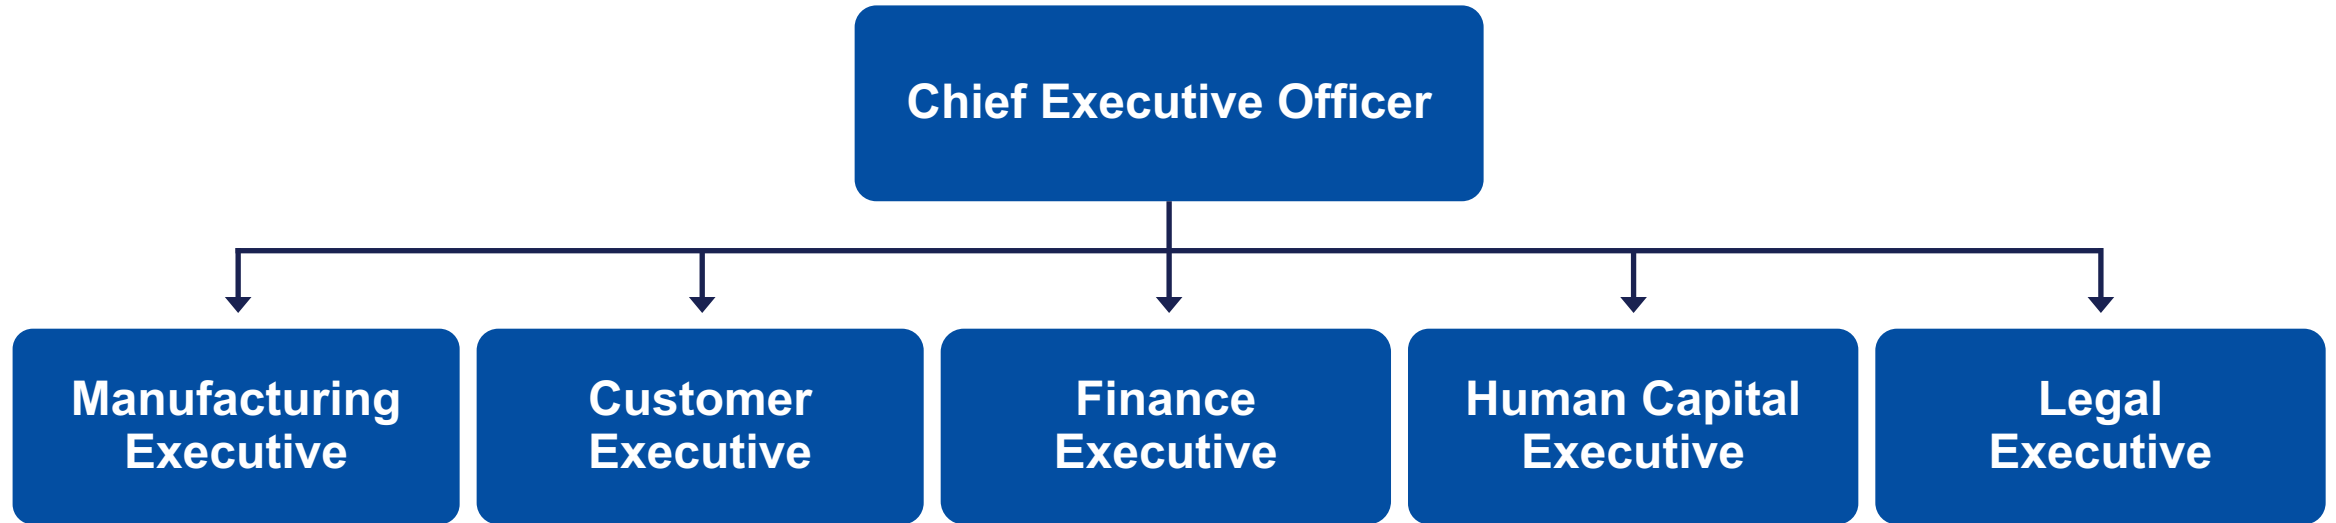 Chief Executive Officer
Manufacturing
Executive
Customer
Executive
Finance
Executive
Human Capital
Executive
Legal
Executive